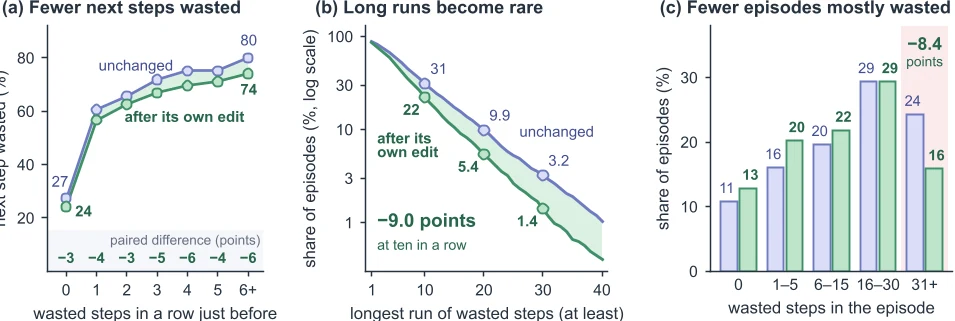 (a) Fewer next steps wasted
next step wasted (%)
80
60
40
20
unchanged
80
74
after its own edit
27
24
paired difference (points)
−3 −4 −3 −5 −6 −4 −6
0 1 2 3 4 5 6+
wasted steps in a row just before
(b) Long runs become rare
share of episodes (%, log scale)
100
30
10
3
1
31
22
9.9
unchanged
after its
own edit
5.4
3.2
1.4
−9.0 points
at ten in a row
1 10 20 30 40
longest run of wasted steps (at least)
(c) Fewer episodes mostly wasted
share of episodes (%)
30
20
10
0
−8.4
points
11 13 16 20 20 22 29 29 24 16
0 1–5 6–15 16–30 31+
wasted steps in the episode